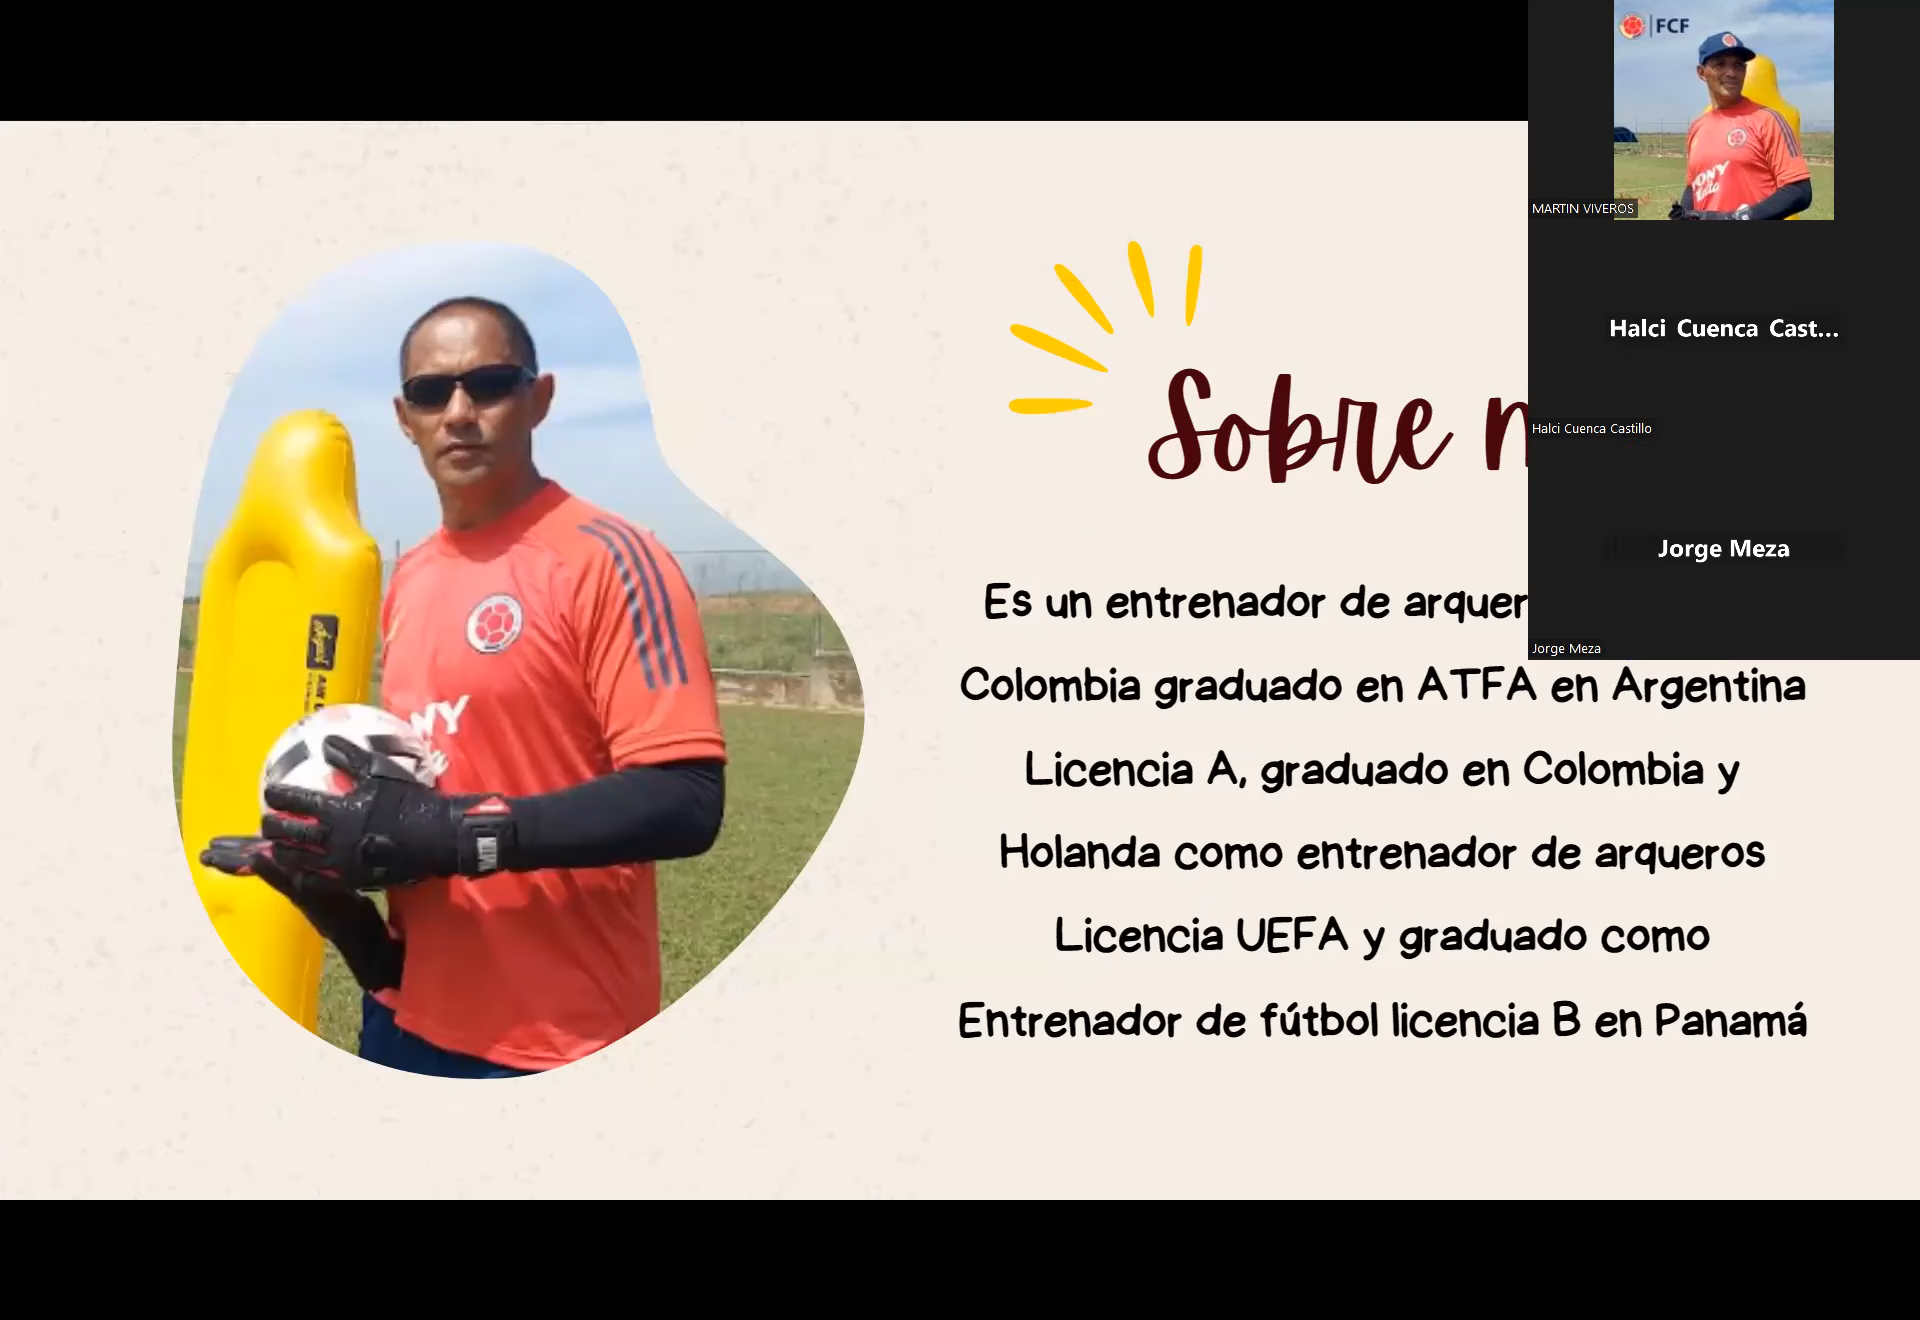 FCF
MARTIN VIVEROS
Halci Cuenca Cast...
Halci Cuenca Castillo
Jorge Meza
Jorge Meza
Sobre
Es un entrenador de
Colombia graduado en ATFA en Argentina
Licencia A, graduado en Colombia y
Holanda como entrenador de arqueros
Licencia UEFA y graduado como
Entrenador de fútbol licencia B en Panamá